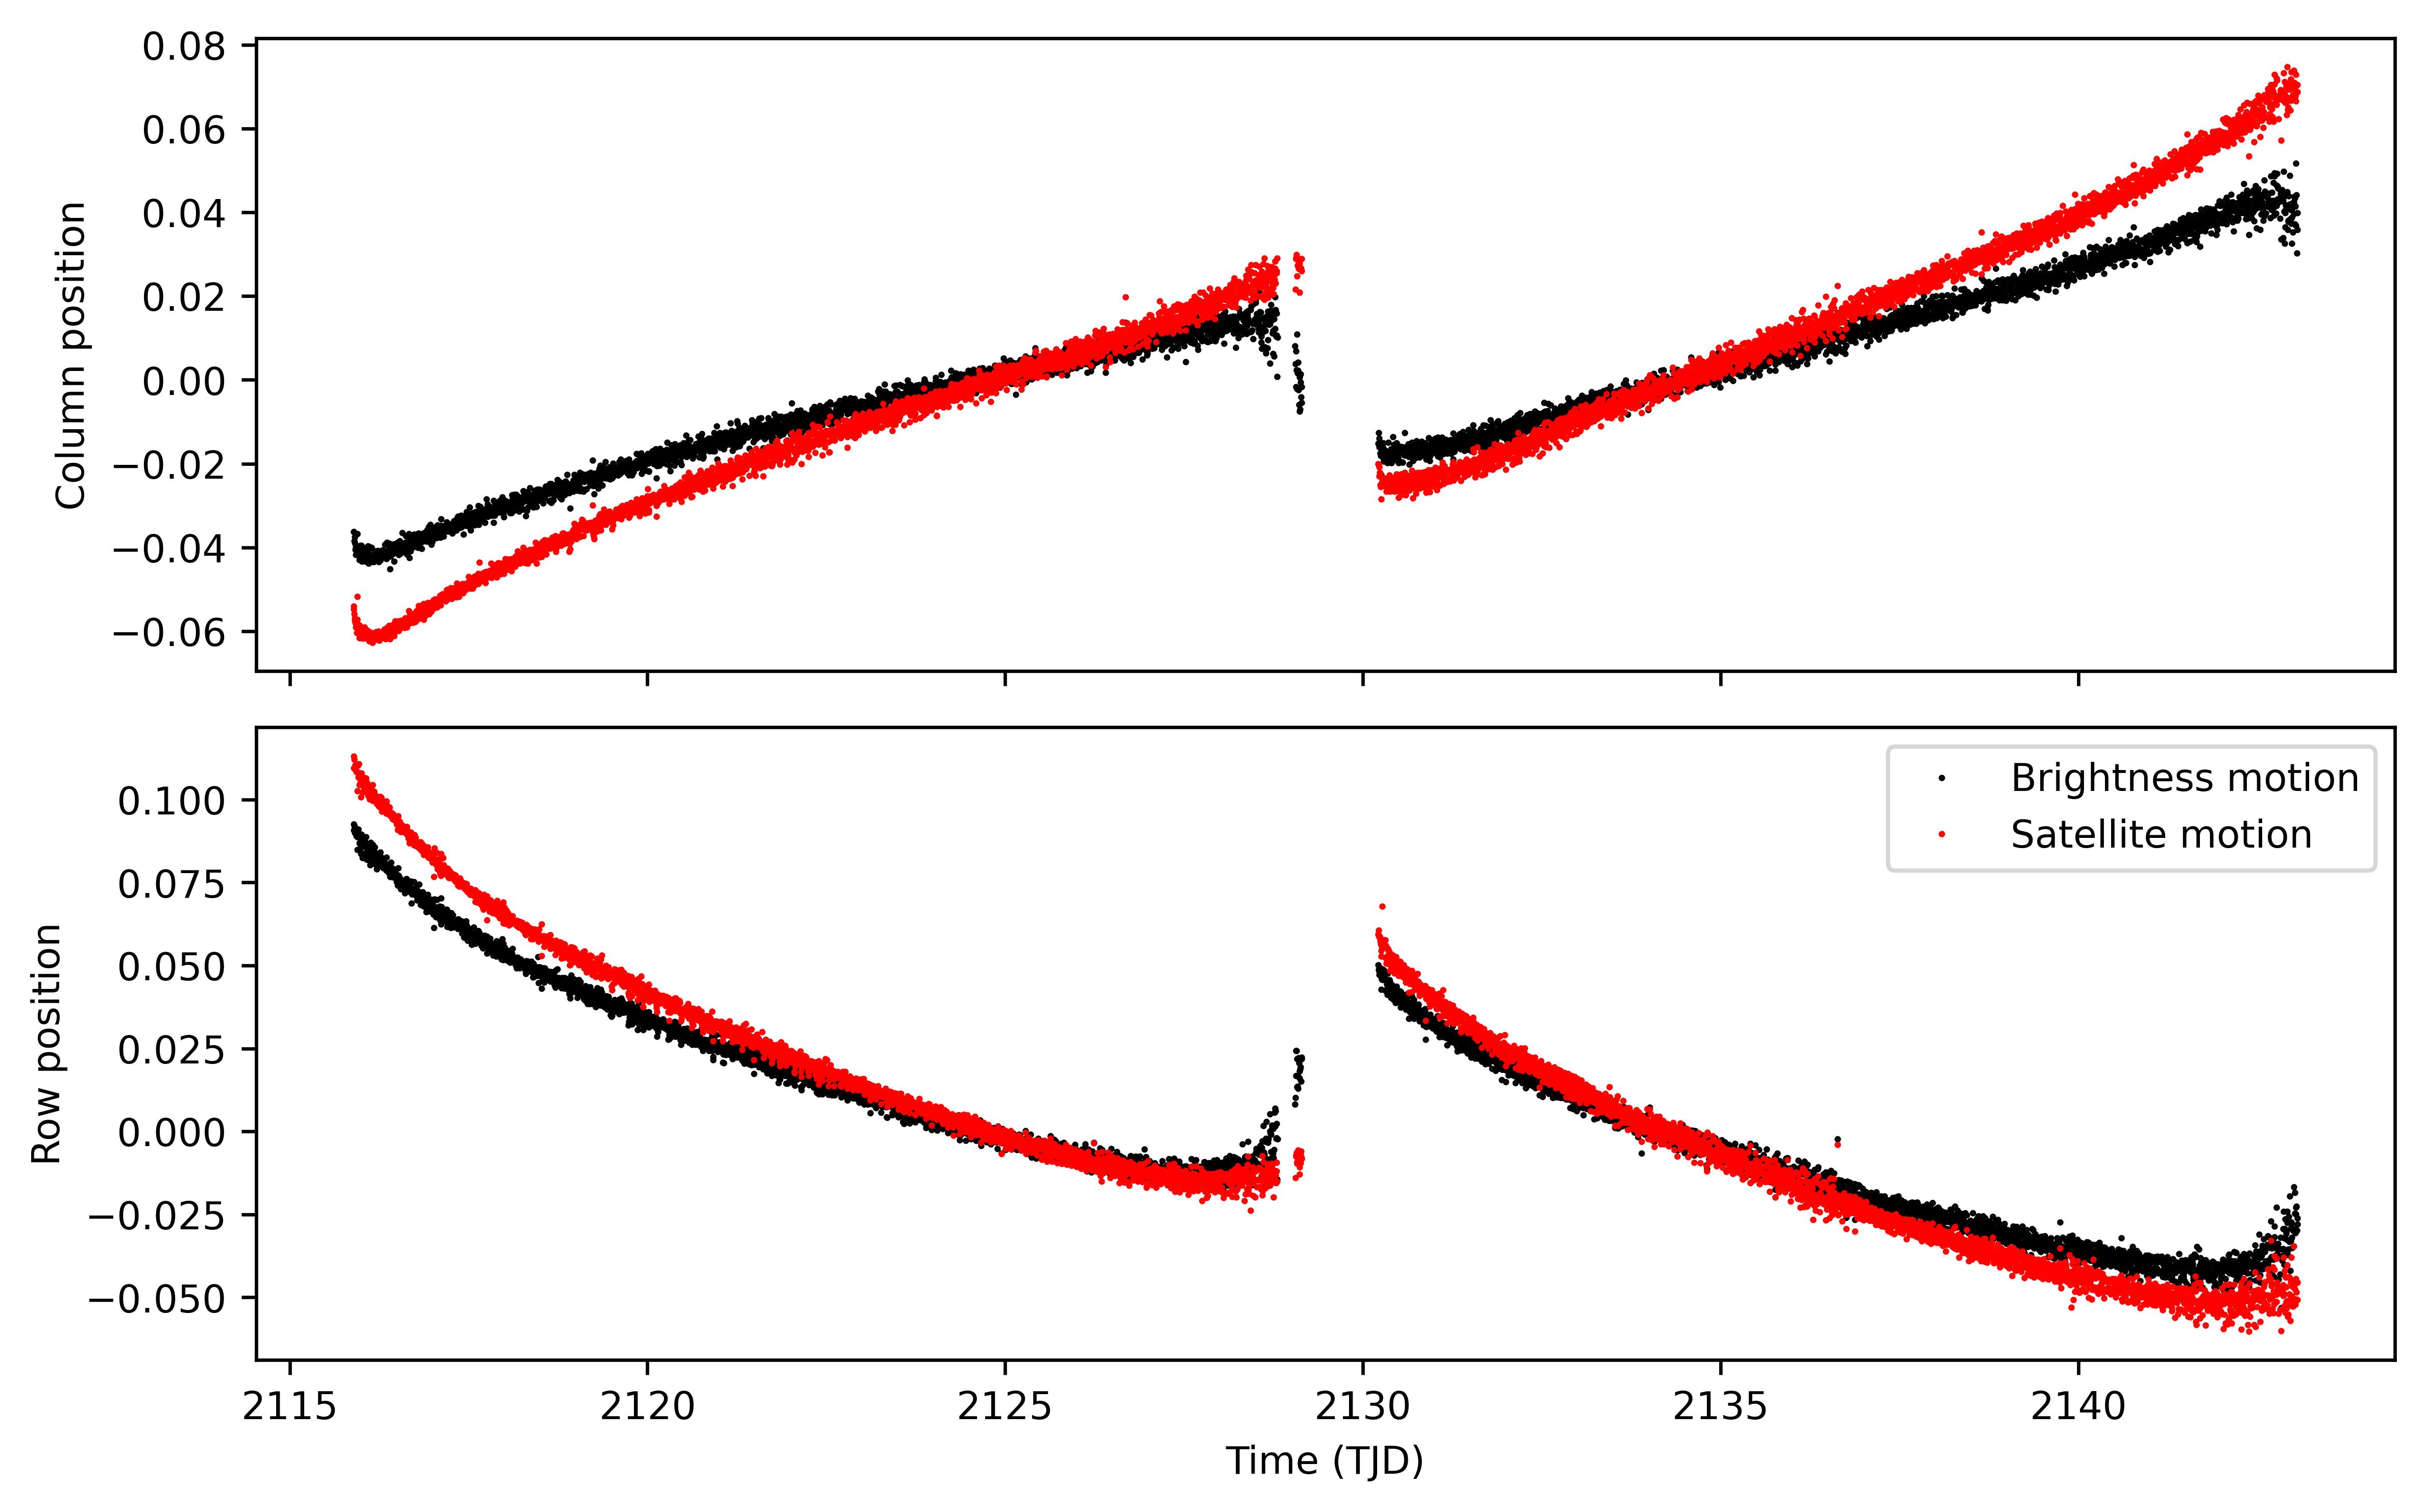 0.08
0.06
0.04
0.02
0.00
−0.02
−0.04
−0.06
Column position
0.100
0.075
0.050
0.025
0.000
−0.025
−0.050
Row position
Brightness motion
Satellite motion
2115 2120 2125 2130 2135 2140
Time (TJD)